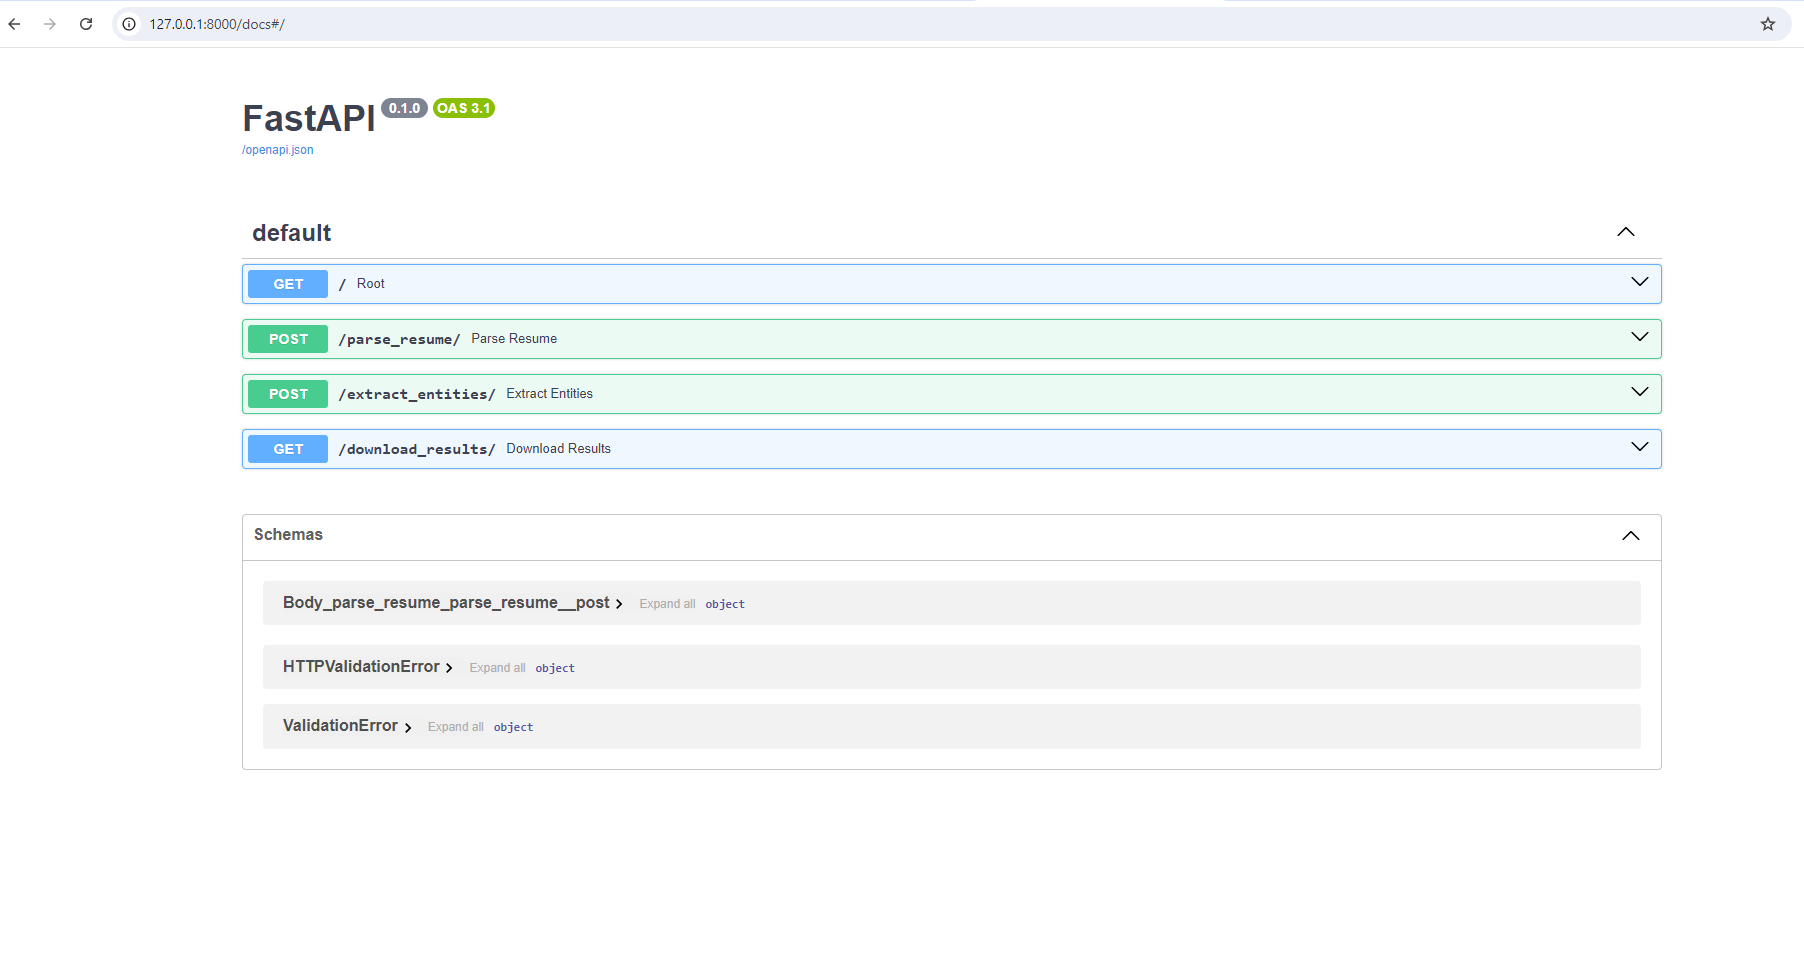 127.0.0.1:8000/docs#/
FastAPI 0.1.0 OAS 3.1
/openapi.json
default
GET / Root
POST /parse_resume/ Parse Resume
POST /extract_entities/ Extract Entities
GET /download_results/ Download Results
Schemas
Body_parse_resume_parse_resume__post Expand all object
HTTPValidationError Expand all object
ValidationError Expand all object